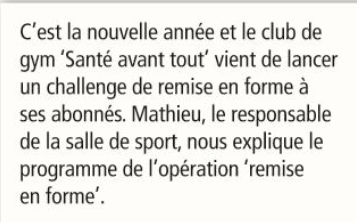 C’est la nouvelle année et le club de
gym ‘Santé avant tout’ vient de lancer
un challenge de remise en forme à
ses abonnés. Mathieu, le responsable
de la salle de sport, nous explique le
programme de l’opération ‘remise
en forme’.